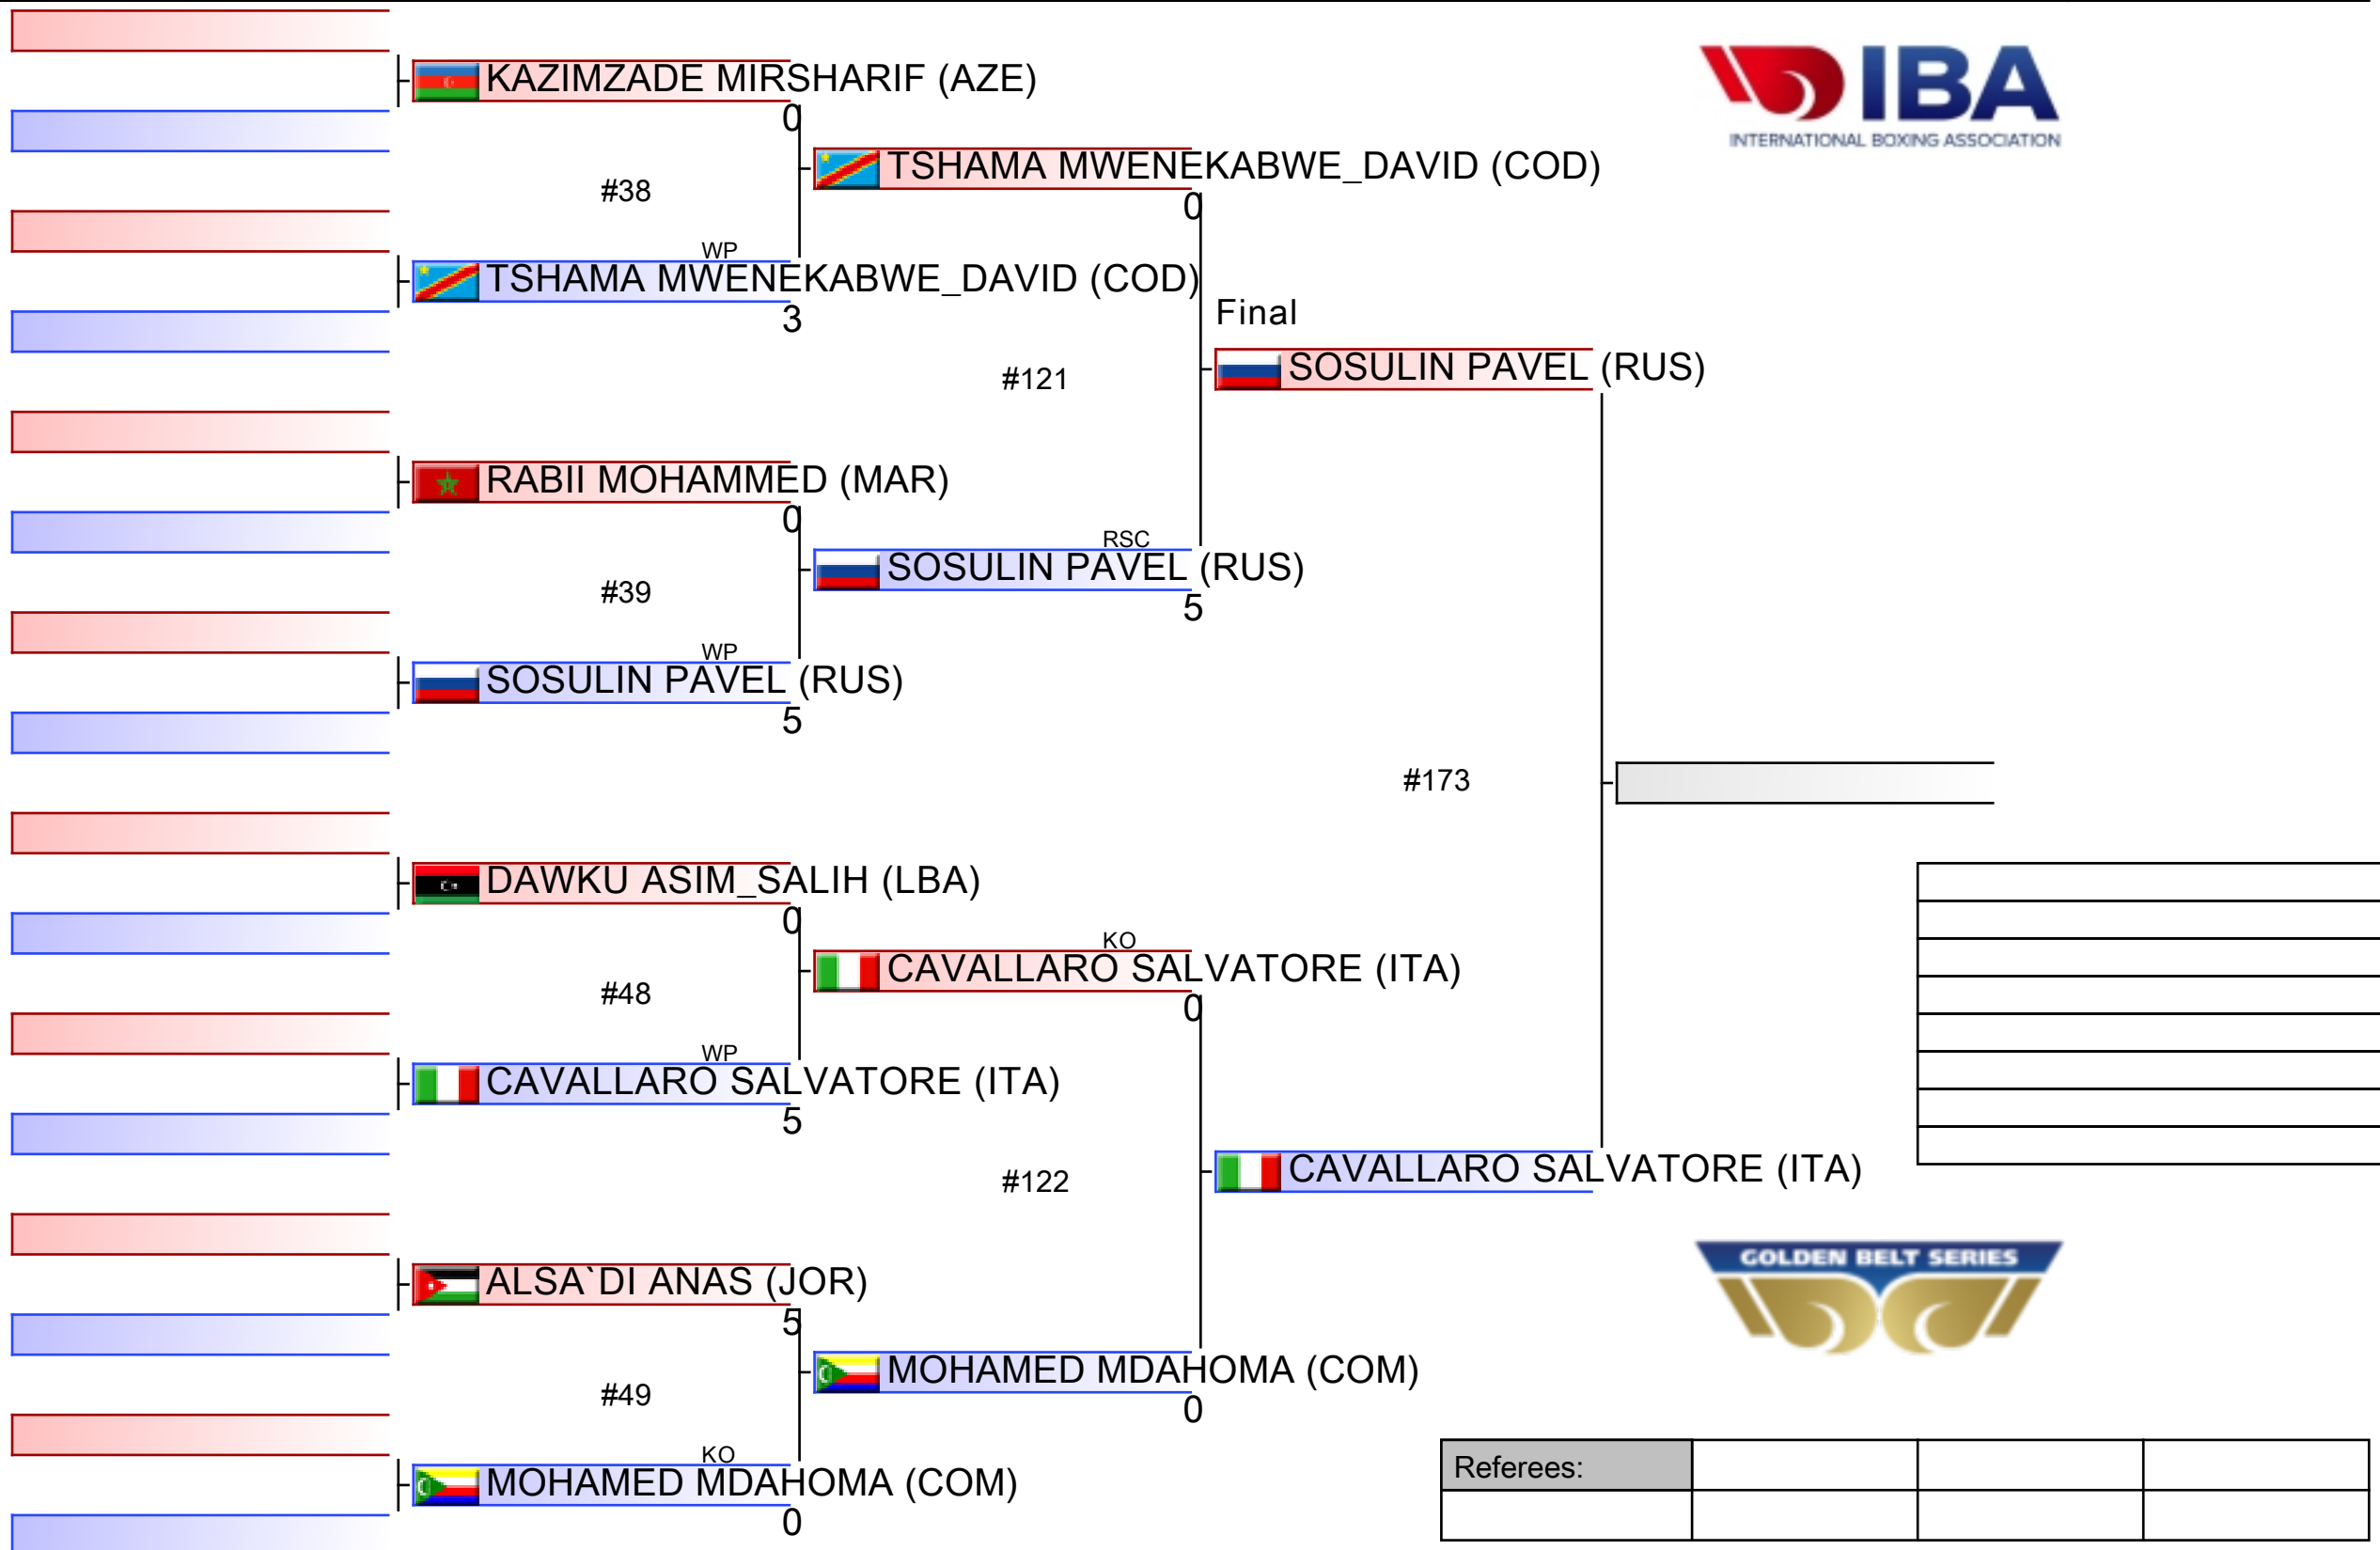 IBA
INTERNATIONAL BOXING ASSOCIATION
KAZIMZADE MIRSHARIF (AZE)
0
#38
WP
TSHAMA MWENEKABWE_DAVID (COD)
3
RABII MOHAMMED (MAR)
0
#39
WP
SOSULIN PAVEL (RUS)
5
DAWKU ASIM_SALIH (LBA)
0
#48
WP
CAVALLARO SALVATORE (ITA)
5
ALSA`DI ANAS (JOR)
5
#49
KO
MOHAMED MDAHOMA (COM)
0
TSHAMA MWENEKABWE_DAVID (COD)
0
#121
RSC
SOSULIN PAVEL (RUS)
5
KO
CAVALLARO SALVATORE (ITA)
0
#122
MOHAMED MDAHOMA (COM)
0
Final
SOSULIN PAVEL (RUS)
#173
CAVALLARO SALVATORE (ITA)
GOLDEN BELT SERIES
Referees: